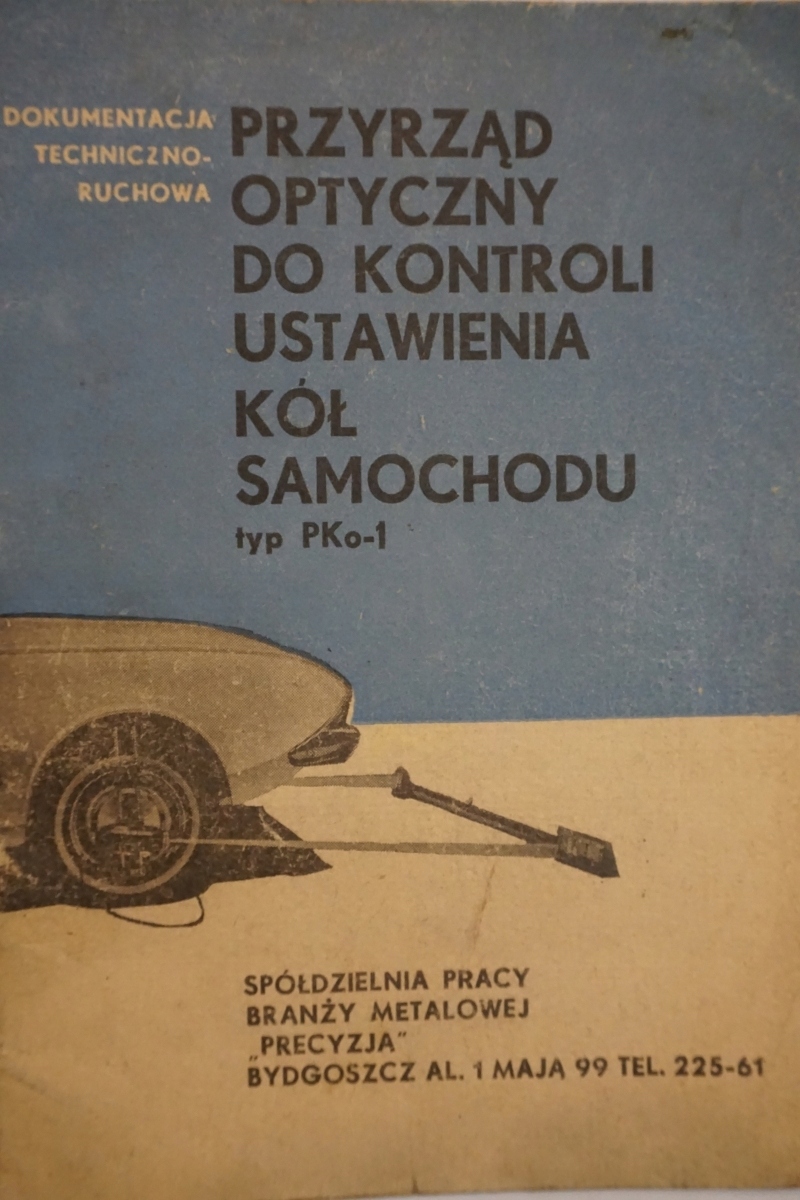 DOKUMENTACJA
TECHNICZNO-
RUCHOWA
PRZYRZĄD
OPTYCZNY
DO KONTROLI
USTAWIENIA
KÓŁ
SAMOCHODU
typ PKo-1
SPÓŁDZIELNIA PRACY
BRANŻY METALOWEJ
„PRECYZJA”
BYDGOSZCZ AL. 1 MAJA 99 TEL. 225-61